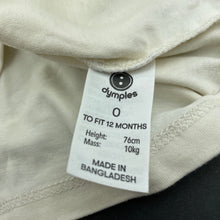 dymples
0
TO FIT 12 MONTHS
Height: 76cm
Mass: 10kg
MADE IN
BANGLADESH